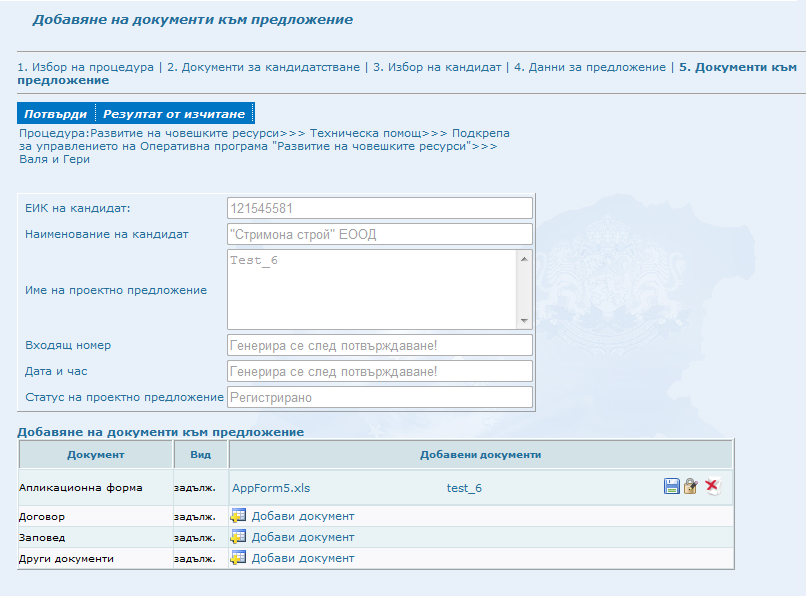 Добавяне на документи към предложение
1. Избор на процедура | 2. Документи за кандидатстване | 3. Избор на кандидат | 4. Данни за предложение | 5. Документи към
предложение
Потвърди Резултат от изчитане
Процедура:Развитие на човешките ресурси>>> Техническа помощ>>> Подкрепа
за управлението на Оперативна програма "Развитие на човешките ресурси">>>
Валя и Гери
ЕИК на кандидат: 121545581
Наименование на кандидат "Стримона строй" ЕООД
Test_6
Име на проектно предложение
Входящ номер Генерира се след потвърждаване!
Дата и час Генерира се след потвърждаване!
Статус на проектно предложение Регистрирано
Добавяне на документи към предложение
Документ Вид Добавени документи
Апликационна форма задълж. AppForm5.xls test_6
Договор задълж. Добави документ
Заповед задълж. Добави документ
Други документи задълж. Добави документ